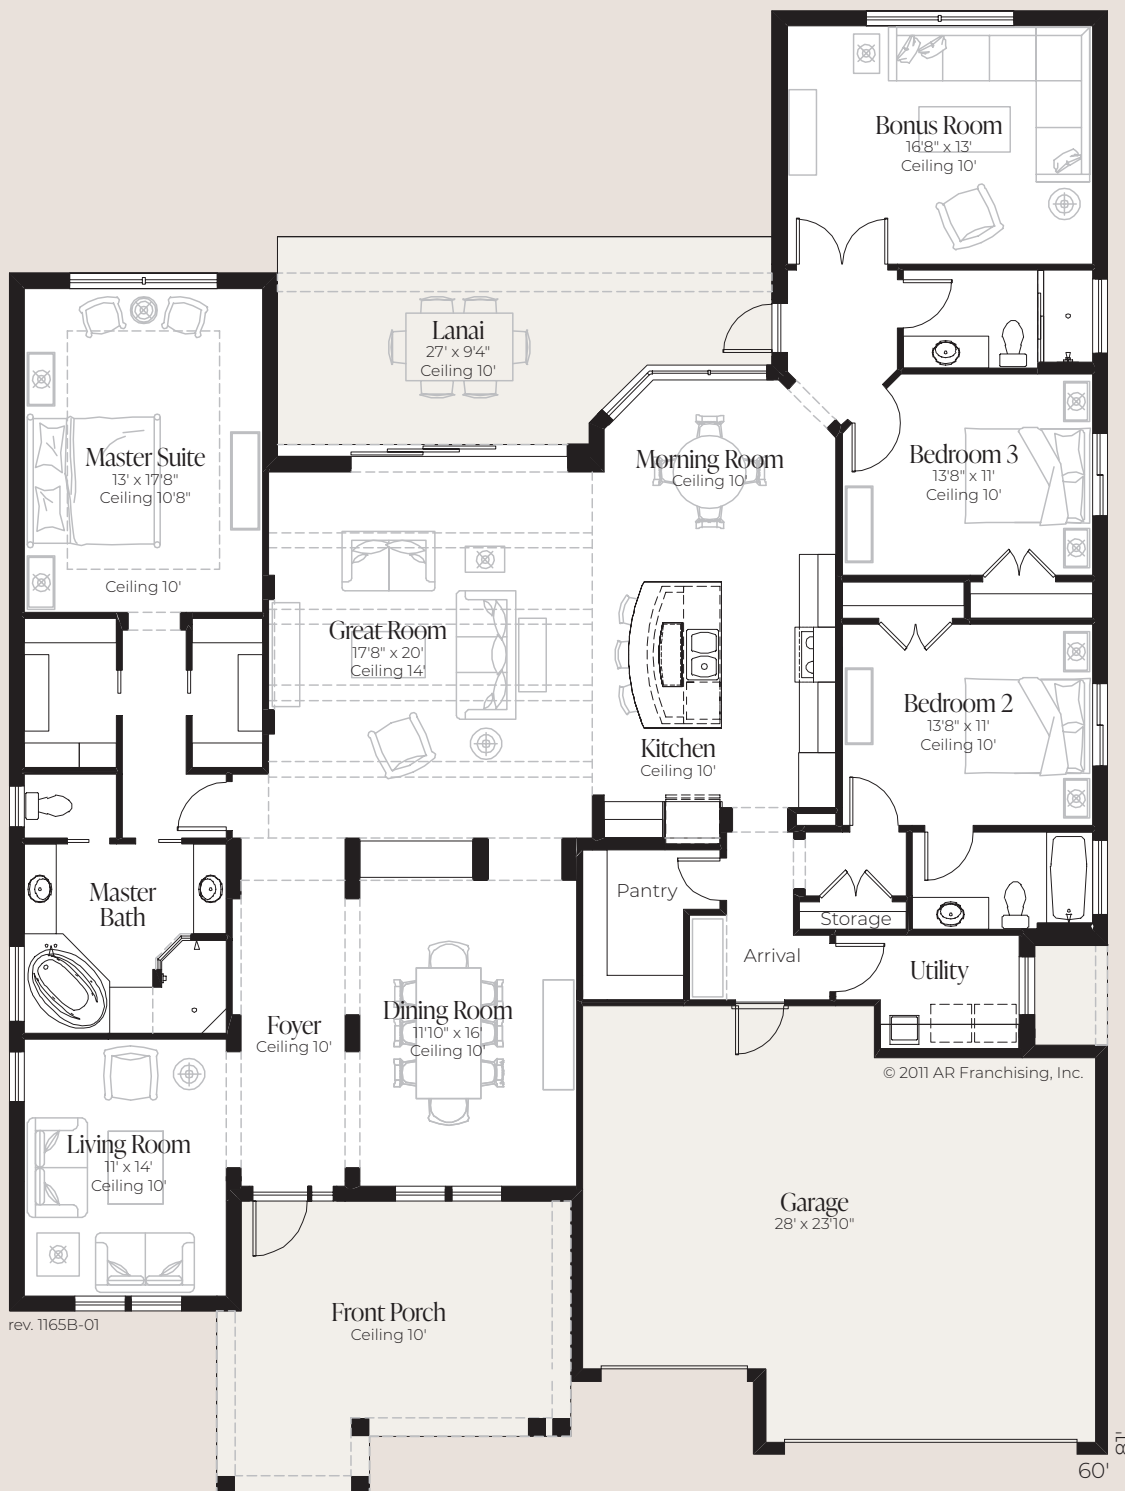 Bonus Room
16'8" x 13'
Ceiling 10'
Lanai
27' x 9'4"
Ceiling 10'
Master Suite
13' x 17'8"
Ceiling 10'8"
Ceiling 10'
Morning Room
Ceiling 10'
Bedroom 3
13'8" x 11'
Ceiling 10'
Great Room
17'8" x 20'
Ceiling 14'
Kitchen
Ceiling 10'
Bedroom 2
13'8" x 11'
Ceiling 10'
Master
Bath
Pantry
Storage
Arrival
Utility
Foyer
Ceiling 10'
Dining Room
11'10" x 16'
Ceiling 10'
© 2011 AR Franchising, Inc.
Living Room
11' x 14'
Ceiling 10'
Garage
28' x 23'10"
Front Porch
Ceiling 10'
rev. 1165B-01
81'
60'